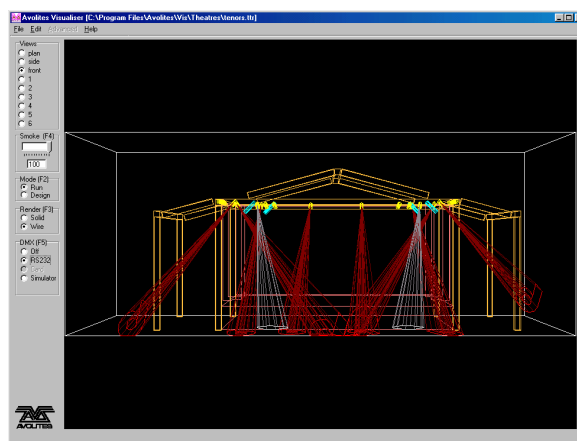 Avolites Visualiser [C:\Program Files\Avolites\Vis\Theatres\tenors.ttr]
File Edit Advanced Help
Views
plan
side
front
1
2
3
4
5
6
Smoke (F4)
100
Mode (F2)
Run
Design
Render (F3)
Solid
Wire
DMX (F5)
Off
RS232
Card
Simulator
AVOLITES